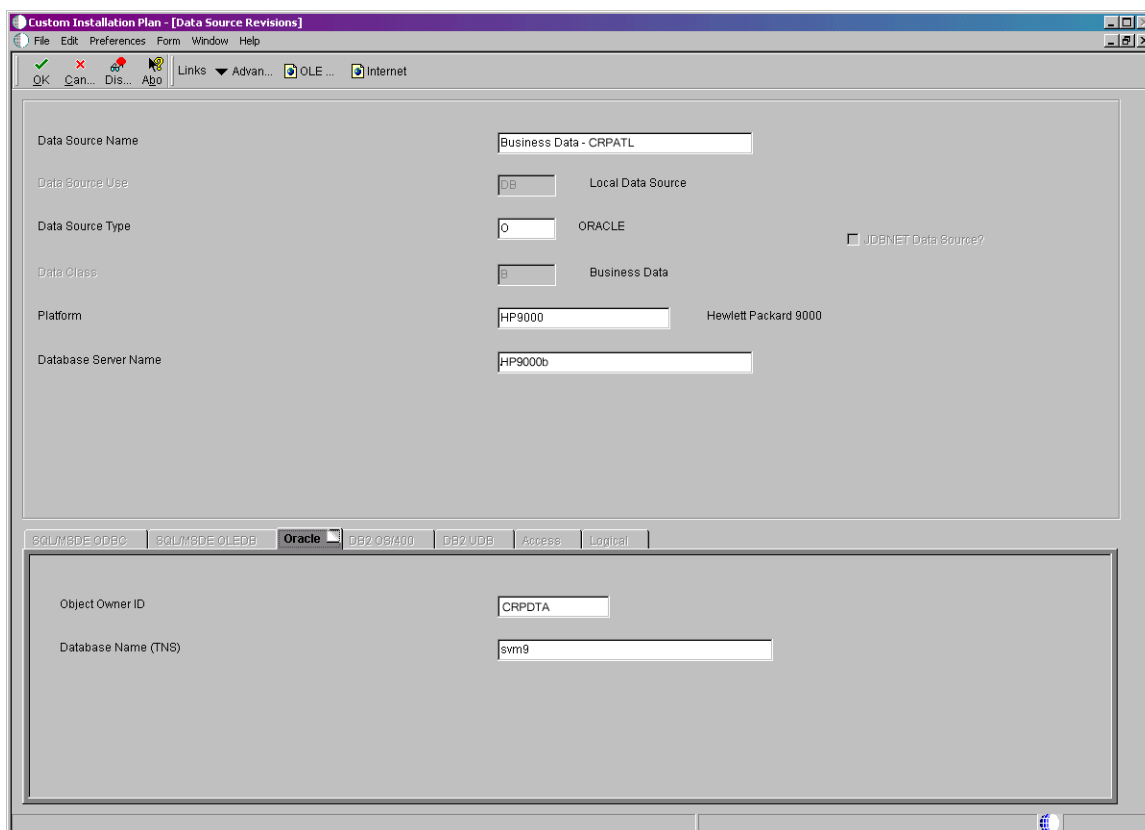 Custom Installation Plan - [Data Source Revisions]
File Edit Preferences Form Window Help
OK Can... Dis... Abo Links Advan... OLE ... Internet
Data Source Name Business Data - CRPATL
Data Source Use DB Local Data Source
Data Source Type O ORACLE
JDBNET Data Source?
Data Class B Business Data
Platform HP9000 Hewlett Packard 9000
Database Server Name HP9000b
SQL/MSDE ODBC SQL/MSDE OLEDB Oracle DB2 OS/400 DB2 UDB Access Logical
Object Owner ID CRPDTA
Database Name (TNS) svm9